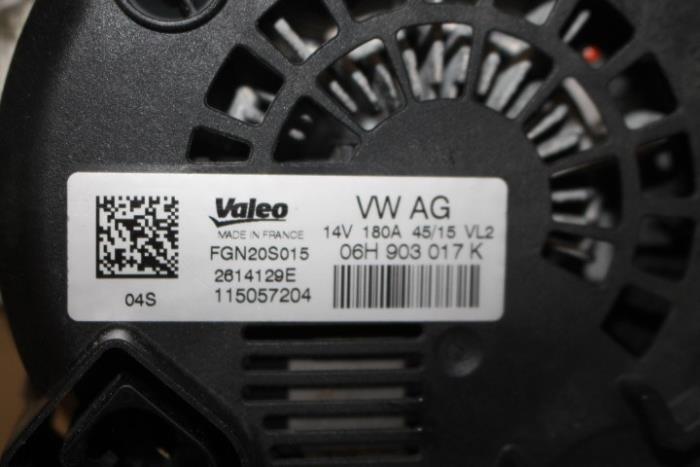 Valeo
MADE IN FRANCE
FGN20S015
2614129E
115057204
04S
VW AG
14V 180A 45/15 VL2
06H 903 017 K